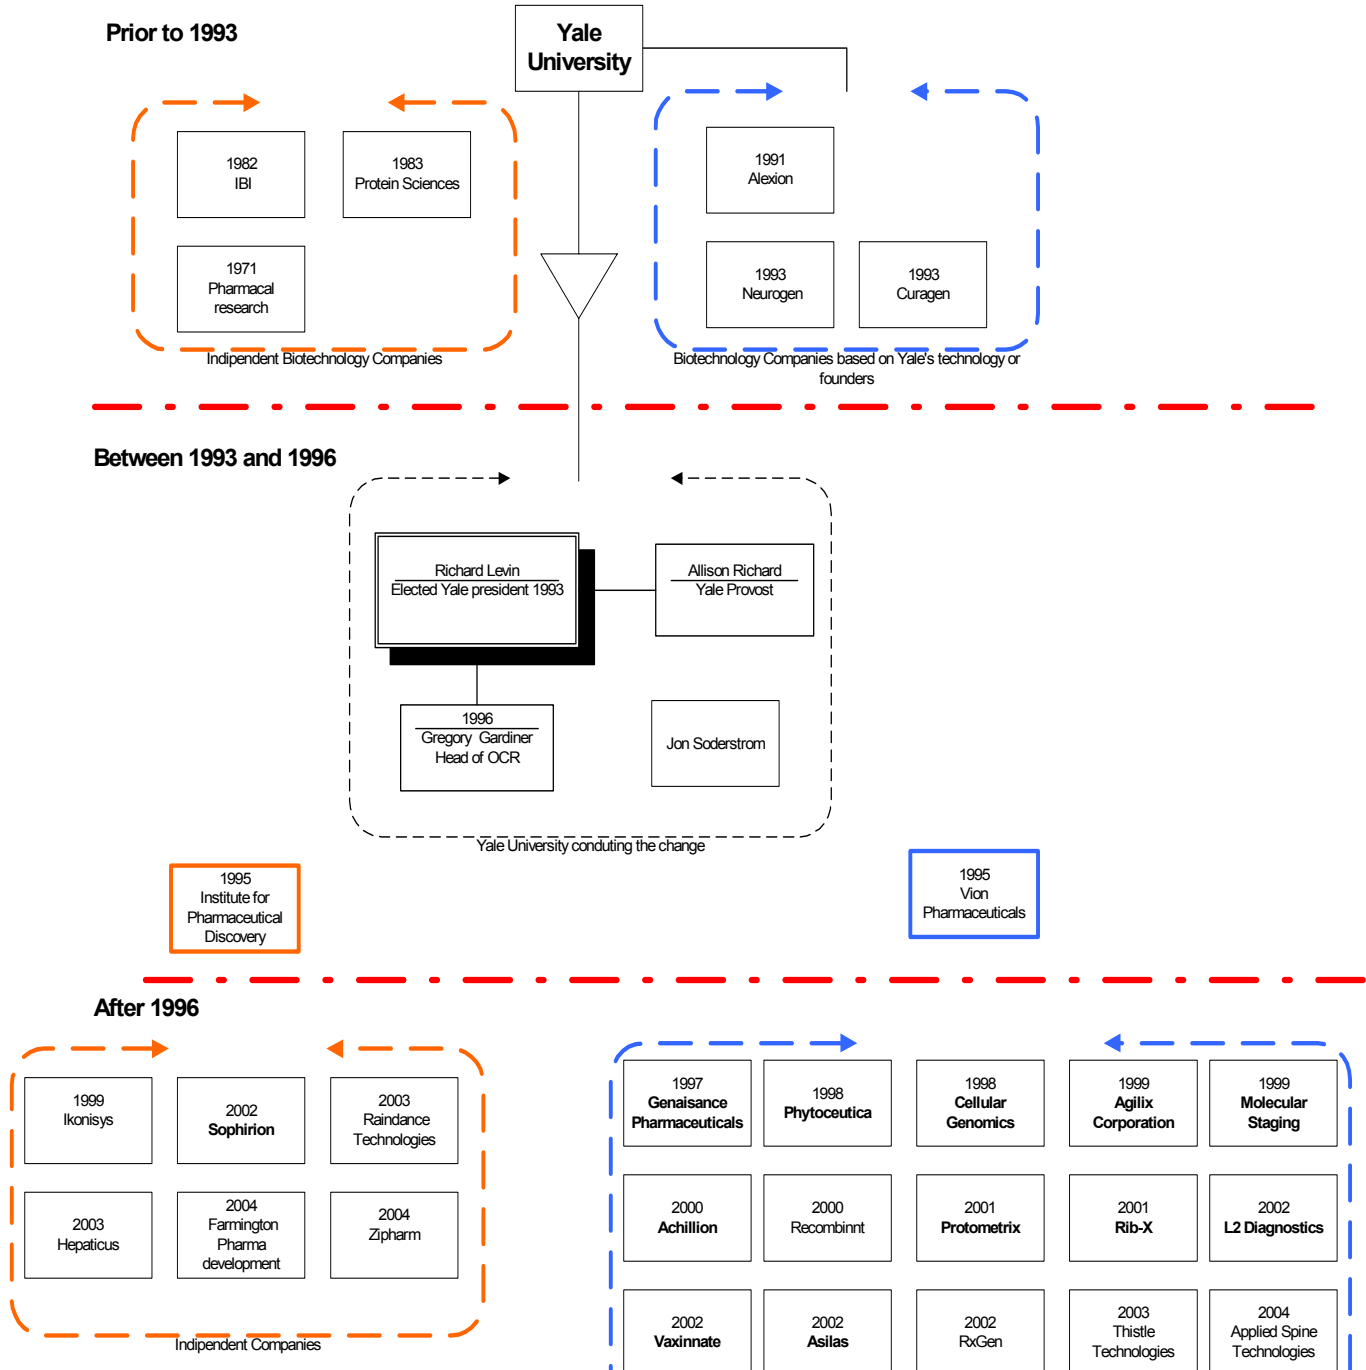 Prior to 1993
Yale
University
1982
IBI
1983
Protein Sciences
1971
Pharmacal
research
Indipendent Biotechnology Companies
1991
Alexion
1993
Neurogen
1993
Curagen
Biotechnology Companies based on Yale's technology or
founders
Between 1993 and 1996
Richard Levin
Elected Yale president 1993
Allison Richard
Yale Provost
1996
Gregory Gardiner
Head of OCR
Jon Soderstrom
Yale University conduting the change
1995
Institute for
Pharmaceutical
Discovery
1995
Vion
Pharmaceuticals
After 1996
1999
Ikonisys
2002
Sophirion
2003
Raindance
Technologies
2003
Hepaticus
2004
Farmington
Pharma
development
2004
Zipharm
Indipendent Companies
1997
Genaisance
Pharmaceuticals
1998
Phytoceutica
1998
Cellular
Genomics
1999
Agilix
Corporation
1999
Molecular
Staging
2000
Achillion
2000
Recombinnt
2001
Protometrix
2001
Rib-X
2002
L2 Diagnostics
2002
Vaxinnate
2002
Asilas
2002
RxGen
2003
Thistle
Technologies
2004
Applied Spine
Technologies